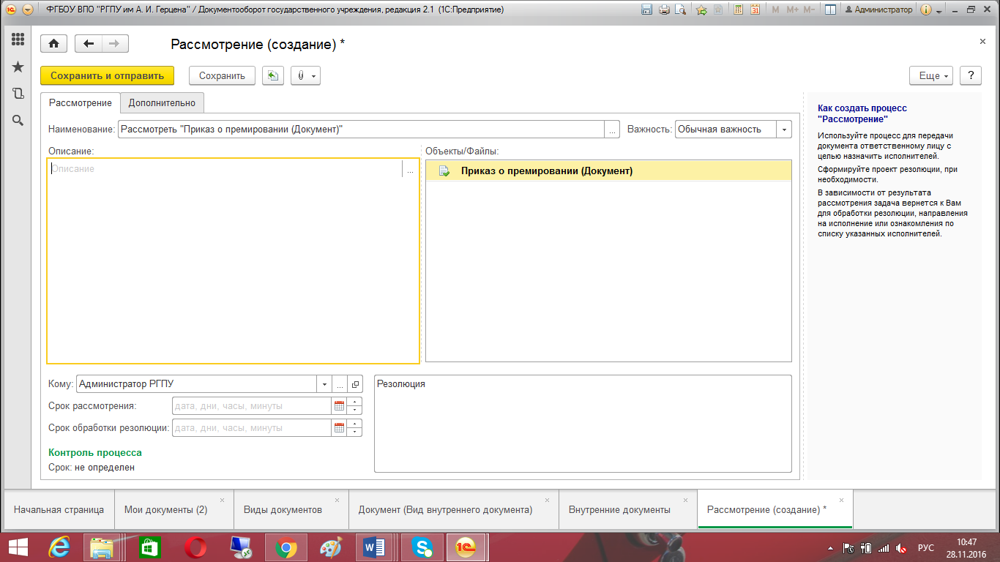 ФГБОУ ВПО "РГПУ им А. И. Герцена" / Документооборот государственного учреждения, редакция 2.1 (1С:Предприятие)
M M+ M- Администратор
Рассмотрение (создание) *
Сохранить и отправить Сохранить Еще ?
Рассмотрение Дополнительно
Наименование: Рассмотреть "Приказ о премировании (Документ)" ... Важность: Обычная важность
Описание: Объекты/Файлы:
Описание ...
Приказ о премировании (Документ)
Кому: Администратор РГПУ ...
Резолюция
Срок рассмотрения: дата, дни, часы, минуты
Срок обработки резолюции: дата, дни, часы, минуты
Контроль процесса
Срок: не определен
Как создать процесс
"Рассмотрение"
Используйте процесс для передачи
документа ответственному лицу с
целью назначить исполнителей.
Сформируйте проект резолюции, при
необходимости.
В зависимости от результата
рассмотрения задача вернется к Вам
для обработки резолюции, направления
на исполнение или ознакомления по
списку указанных исполнителей.
Начальная страница Мои документы (2) Виды документов Документ (Вид внутреннего документа) Внутренние документы Рассмотрение (создание) *
РУС
10:47
28.11.2016